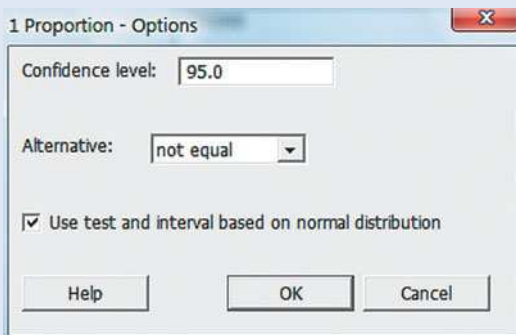 1 Proportion - Options
Confidence level: 95.0
Alternative: not equal
Use test and interval based on normal distribution
Help OK Cancel